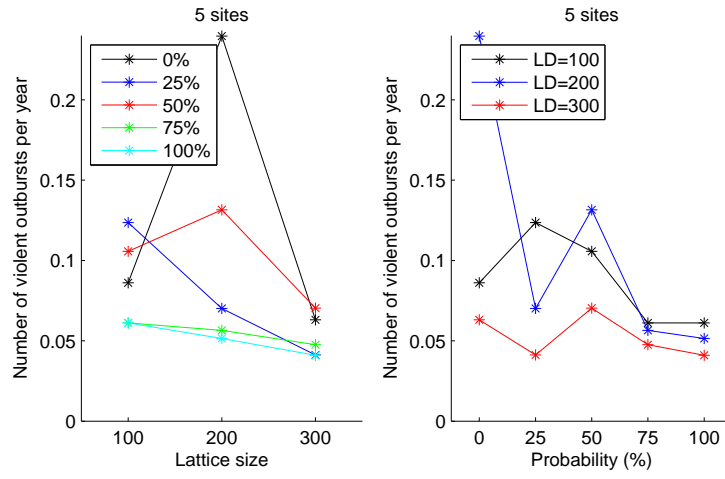 5 sites
Number of violent outbursts per year
0.2
0.15
0.1
0.05
0
0%
25%
50%
75%
100%
100 200 300
Lattice size
5 sites
Number of violent outbursts per year
0.2
0.15
0.1
0.05
0
LD=100
LD=200
LD=300
0 25 50 75 100
Probability (%)